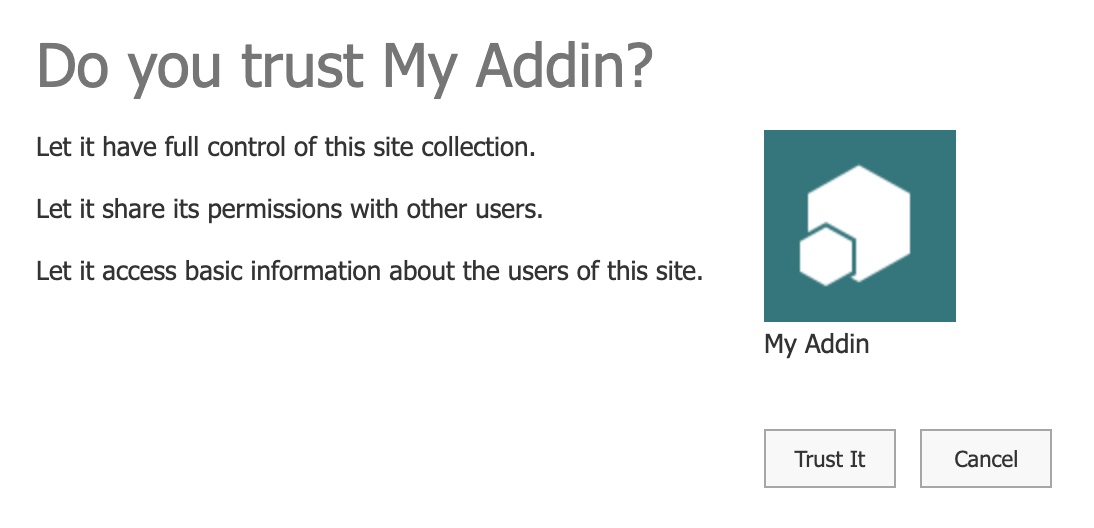 Do you trust My Addin?
Let it have full control of this site collection.
Let it share its permissions with other users.
Let it access basic information about the users of this site.
My Addin
Trust It
Cancel